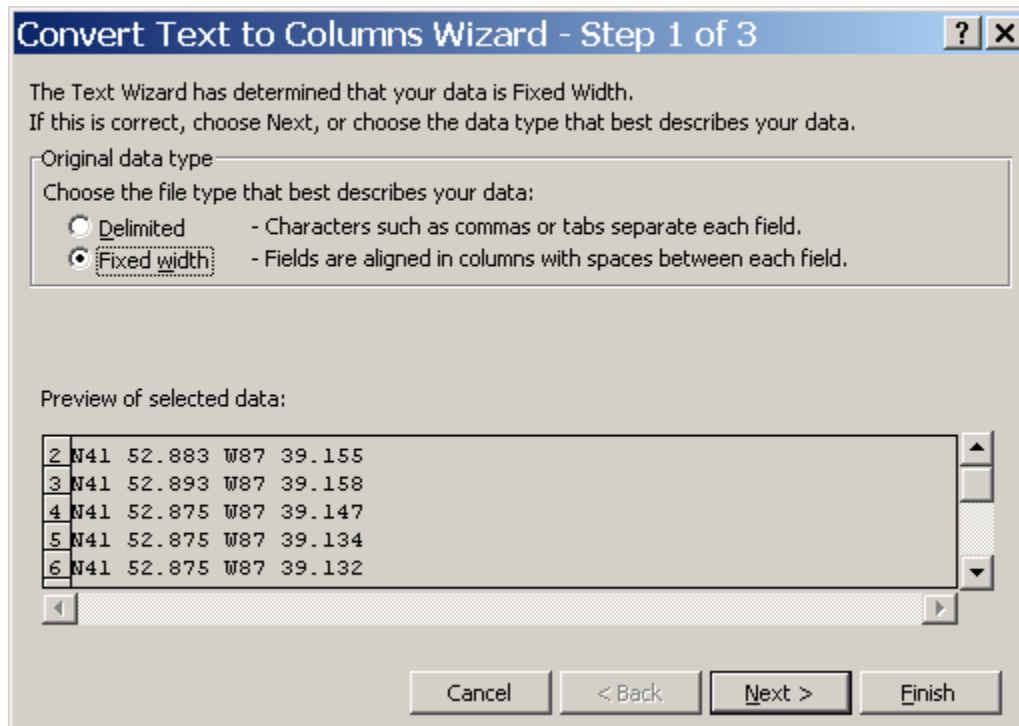 Convert Text to Columns Wizard - Step 1 of 3 ?
The Text Wizard has determined that your data is Fixed Width.
If this is correct, choose Next, or choose the data type that best describes your data.
Original data type
Choose the file type that best describes your data:
Delimited - Characters such as commas or tabs separate each field.
Fixed width - Fields are aligned in columns with spaces between each field.
Preview of selected data:
2 N41 52.883 W87 39.155
3 N41 52.893 W87 39.158
4 N41 52.875 W87 39.147
5 N41 52.875 W87 39.134
6 N41 52.875 W87 39.132
Cancel < Back Next > Finish